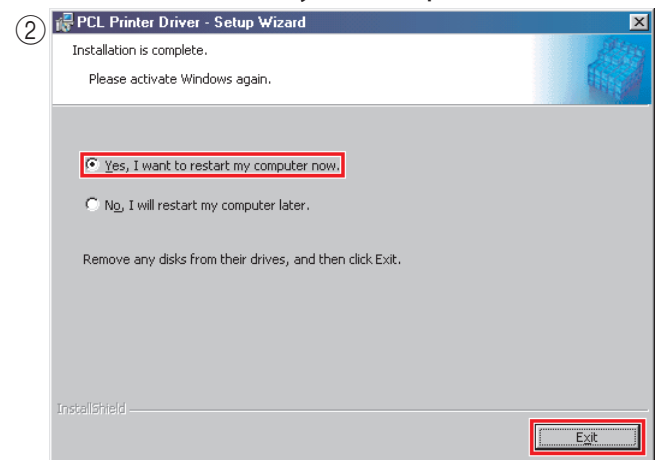 ②
PCL Printer Driver - Setup Wizard
Installation is complete.
Please activate Windows again.
Yes, I want to restart my computer now.
No, I will restart my computer later.
Remove any disks from their drives, and then click Exit.
InstallShield
Exit